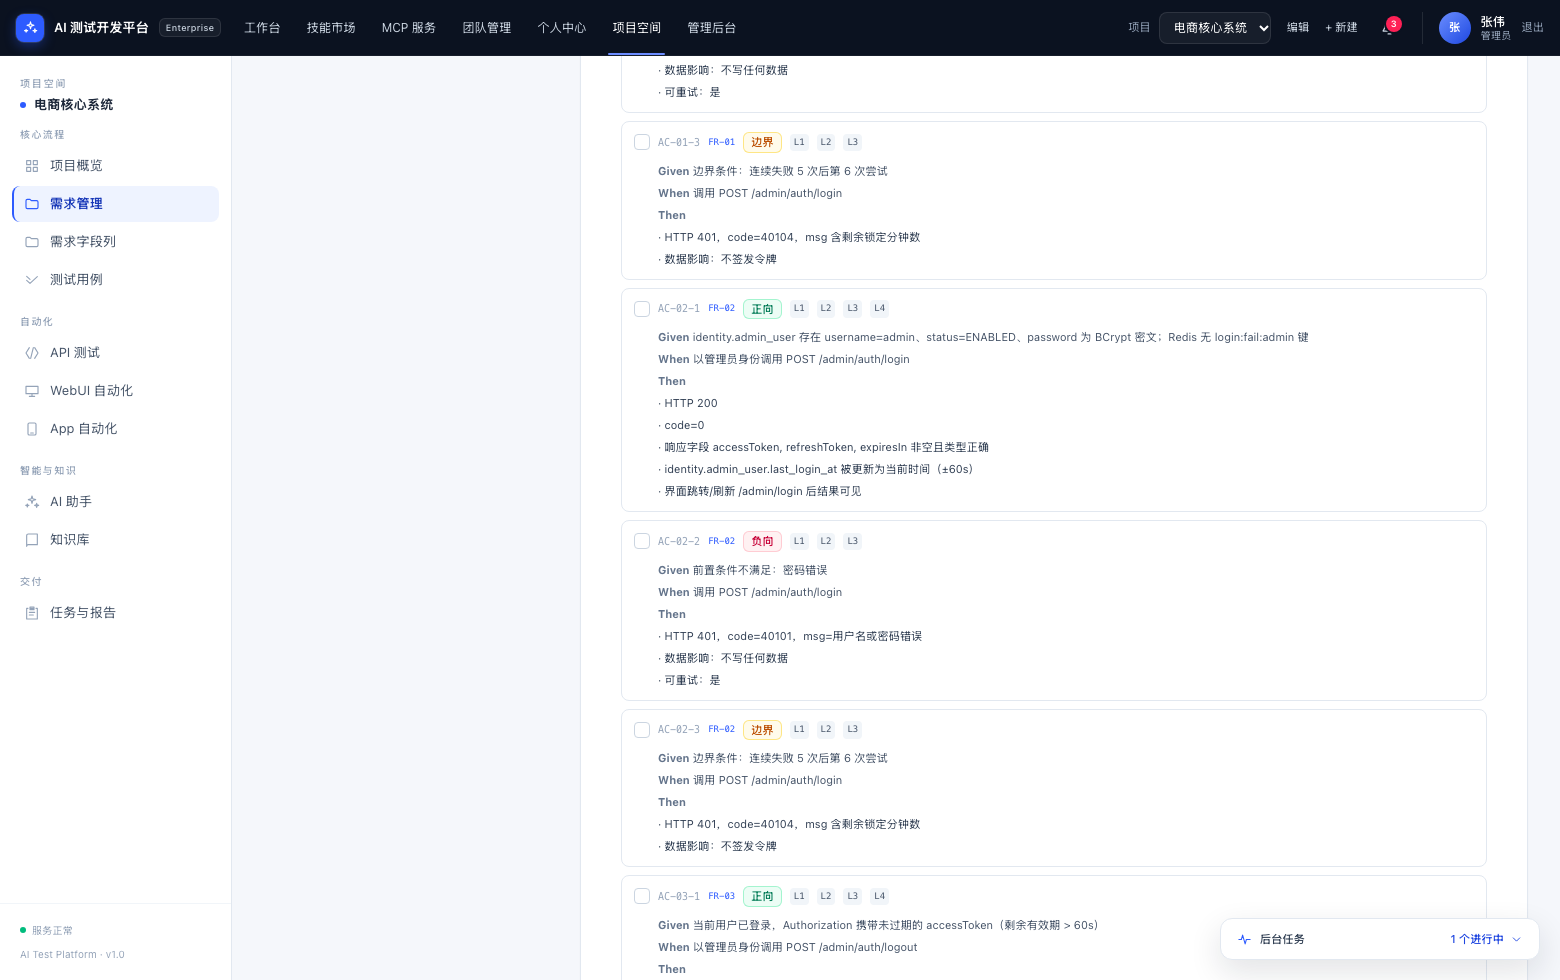 AI 测试开发平台
Enterprise
工作台
技能市场
MCP 服务
团队管理
个人中心
项目空间
管理后台
项目
电商核心系统
编辑
+ 新建
3
张
张伟
管理员
退出
项目空间
电商核心系统
核心流程
项目概览
需求管理
需求字段列
测试用例
自动化
API 测试
WebUI 自动化
App 自动化
智能与知识
AI 助手
知识库
交付
任务与报告
服务正常
AI Test Platform · v1.0
· 数据影响：不写任何数据
· 可重试：是
AC-01-3 FR-01 边界 L1 L2 L3
Given 边界条件：连续失败 5 次后第 6 次尝试
When 调用 POST /admin/auth/login
Then
· HTTP 401，code=40104，msg 含剩余锁定分钟数
· 数据影响：不签发令牌
AC-02-1 FR-02 正向 L1 L2 L3 L4
Given identity.admin_user 存在 username=admin、status=ENABLED、password 为 BCrypt 密文；Redis 无 login:fail:admin 键
When 以管理员身份调用 POST /admin/auth/login
Then
· HTTP 200
· code=0
· 响应字段 accessToken, refreshToken, expiresIn 非空且类型正确
· identity.admin_user.last_login_at 被更新为当前时间（±60s）
· 界面跳转/刷新 /admin/login 后结果可见
AC-02-2 FR-02 负向 L1 L2 L3
Given 前置条件不满足：密码错误
When 调用 POST /admin/auth/login
Then
· HTTP 401，code=40101，msg=用户名或密码错误
· 数据影响：不写任何数据
· 可重试：是
AC-02-3 FR-02 边界 L1 L2 L3
Given 边界条件：连续失败 5 次后第 6 次尝试
When 调用 POST /admin/auth/login
Then
· HTTP 401，code=40104，msg 含剩余锁定分钟数
· 数据影响：不签发令牌
AC-03-1 FR-03 正向 L1 L2 L3 L4
Given 当前用户已登录，Authorization 携带未过期的 accessToken（剩余有效期 > 60s）
When 以管理员身份调用 POST /admin/auth/logout
Then
后台任务
1 个进行中